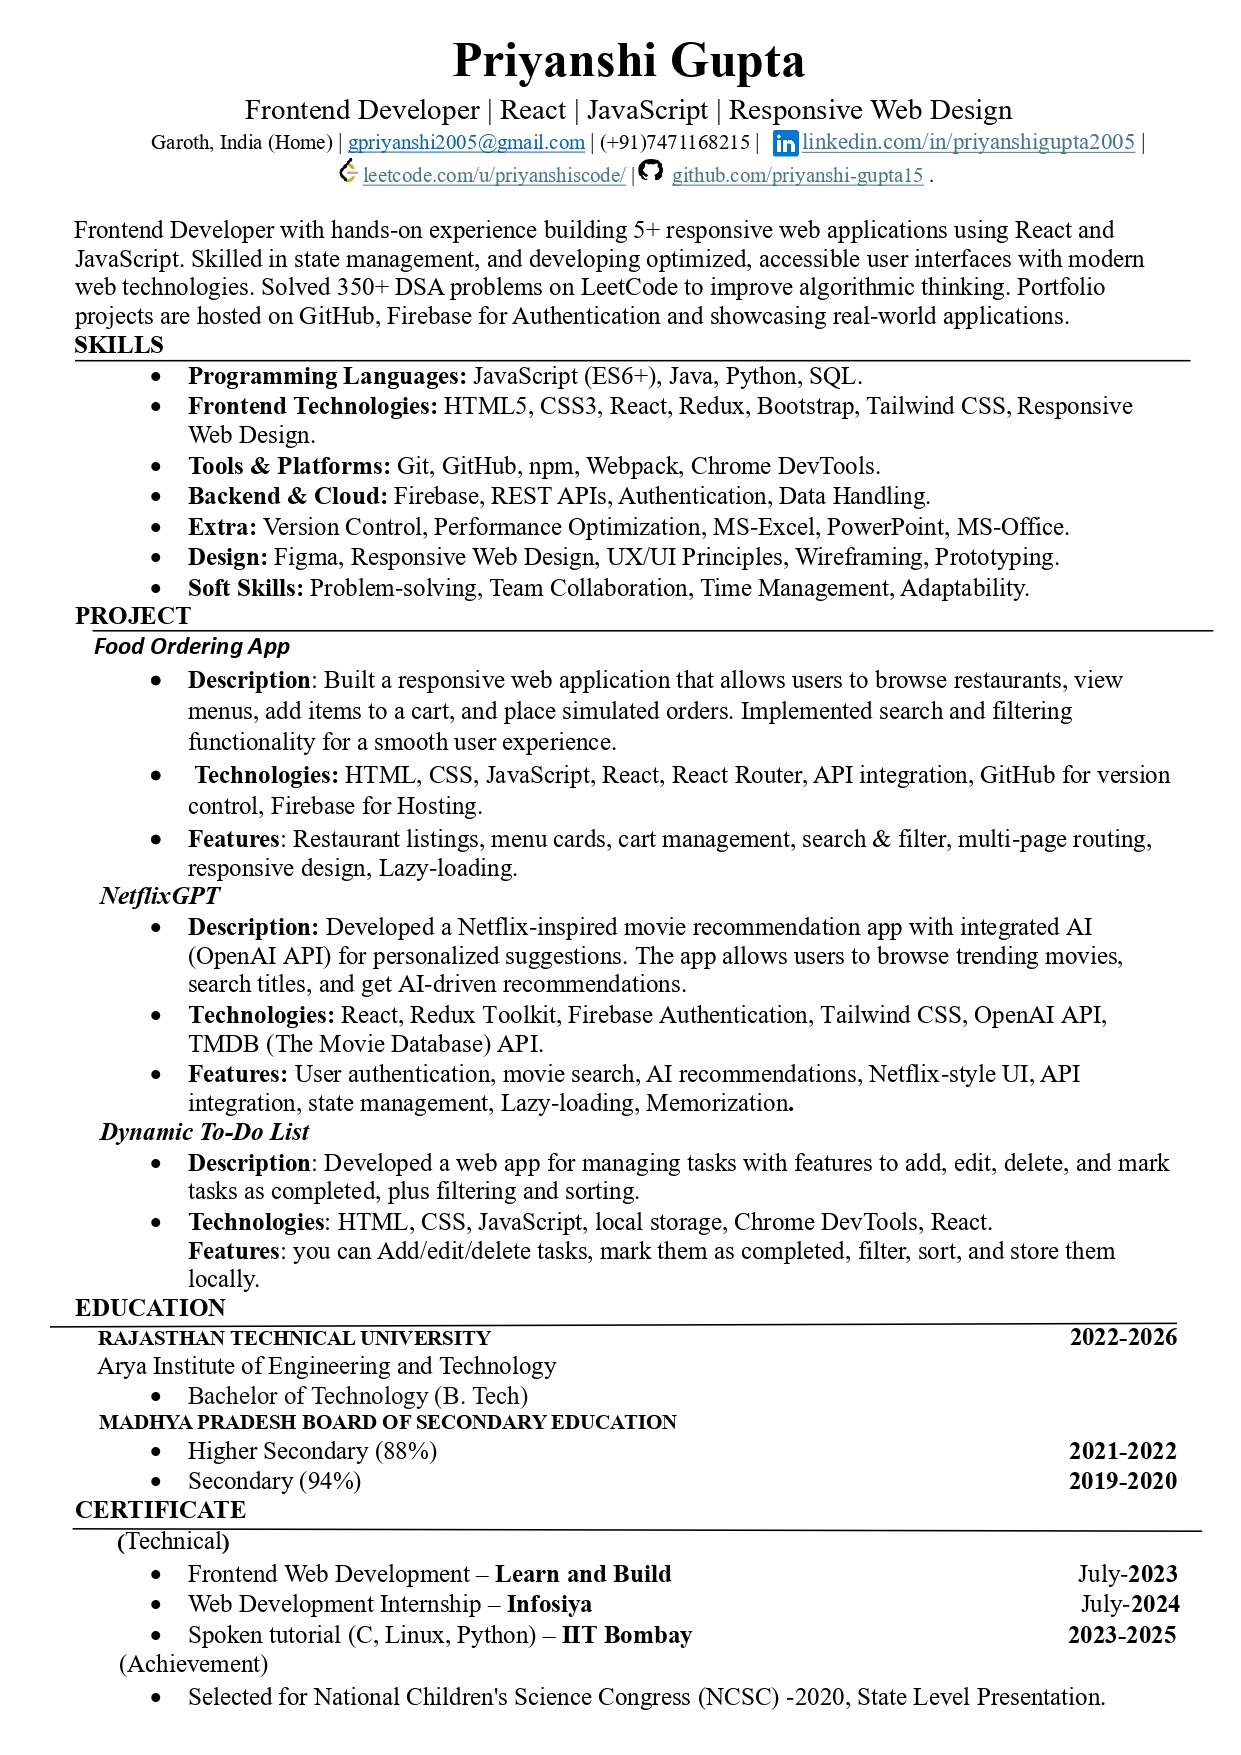 Priyanshi Gupta
Frontend Developer | React | JavaScript | Responsive Web Design
Garoth, India (Home) | gpriyanshi2005@gmail.com | (+91)7471168215 | linkedin.com/in/priyanshigupta2005 |
leetcode.com/u/priyanshiscode/ | github.com/priyanshi-gupta15 .
Frontend Developer with hands-on experience building 5+ responsive web applications using React and
JavaScript. Skilled in state management, and developing optimized, accessible user interfaces with modern
web technologies. Solved 350+ DSA problems on LeetCode to improve algorithmic thinking. Portfolio
projects are hosted on GitHub, Firebase for Authentication and showcasing real-world applications.
SKILLS
• Programming Languages: JavaScript (ES6+), Java, Python, SQL.
• Frontend Technologies: HTML5, CSS3, React, Redux, Bootstrap, Tailwind CSS, Responsive
Web Design.
• Tools & Platforms: Git, GitHub, npm, Webpack, Chrome DevTools.
• Backend & Cloud: Firebase, REST APIs, Authentication, Data Handling.
• Extra: Version Control, Performance Optimization, MS-Excel, PowerPoint, MS-Office.
• Design: Figma, Responsive Web Design, UX/UI Principles, Wireframing, Prototyping.
• Soft Skills: Problem-solving, Team Collaboration, Time Management, Adaptability.
PROJECT
Food Ordering App
• Description: Built a responsive web application that allows users to browse restaurants, view
menus, add items to a cart, and place simulated orders. Implemented search and filtering
functionality for a smooth user experience.
• Technologies: HTML, CSS, JavaScript, React, React Router, API integration, GitHub for version
control, Firebase for Hosting.
• Features: Restaurant listings, menu cards, cart management, search & filter, multi-page routing,
responsive design, Lazy-loading.
NetflixGPT
• Description: Developed a Netflix-inspired movie recommendation app with integrated AI
(OpenAI API) for personalized suggestions. The app allows users to browse trending movies,
search titles, and get AI-driven recommendations.
• Technologies: React, Redux Toolkit, Firebase Authentication, Tailwind CSS, OpenAI API,
TMDB (The Movie Database) API.
• Features: User authentication, movie search, AI recommendations, Netflix-style UI, API
integration, state management, Lazy-loading, Memorization.
Dynamic To-Do List
• Description: Developed a web app for managing tasks with features to add, edit, delete, and mark
tasks as completed, plus filtering and sorting.
• Technologies: HTML, CSS, JavaScript, local storage, Chrome DevTools, React.
Features: you can Add/edit/delete tasks, mark them as completed, filter, sort, and store them
locally.
EDUCATION
RAJASTHAN TECHNICAL UNIVERSITY 2022-2026
Arya Institute of Engineering and Technology
• Bachelor of Technology (B. Tech)
MADHYA PRADESH BOARD OF SECONDARY EDUCATION
• Higher Secondary (88%) 2021-2022
• Secondary (94%) 2019-2020
CERTIFICATE
(Technical)
• Frontend Web Development – Learn and Build July-2023
• Web Development Internship – Infosiya July-2024
• Spoken tutorial (C, Linux, Python) – IIT Bombay 2023-2025
(Achievement)
• Selected for National Children's Science Congress (NCSC) -2020, State Level Presentation.